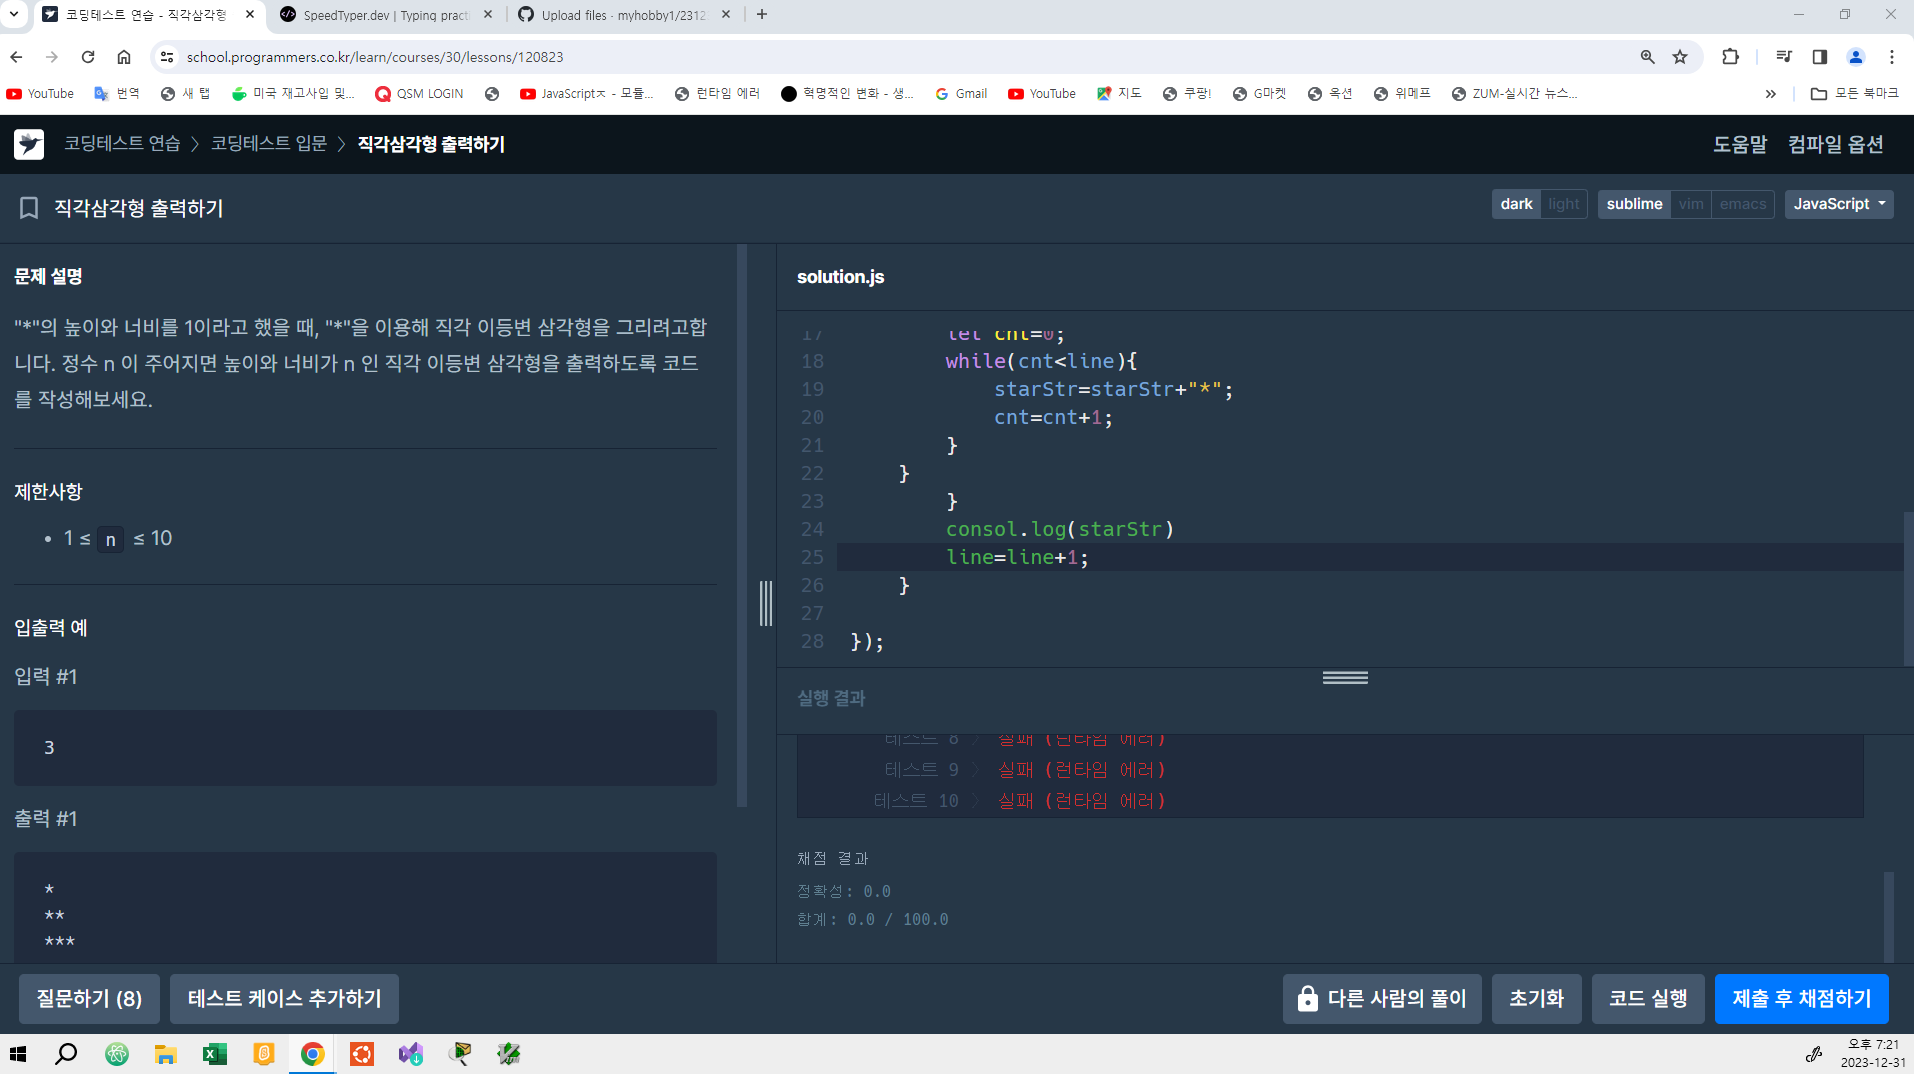 코딩테스트 연습 - 직각삼각형
SpeedTyper.dev | Typing practi
Upload files · myhobby1/2312
school.programmers.co.kr/learn/courses/30/lessons/120823
YouTube
번역
새 탭
미국 재고사입 및...
QSM LOGIN
JavaScriptㅈ - 모듈...
런타임 에러
혁명적인 변화 - 생...
Gmail
YouTube
지도
쿠팡!
G마켓
옥션
위메프
ZUM-실시간 뉴스...
»
모든 북마크
코딩테스트 연습 > 코딩테스트 입문 > 직각삼각형 출력하기
도움말
컴파일 옵션
직각삼각형 출력하기
dark light
sublime vim emacs
JavaScript
문제 설명
"*"의 높이와 너비를 1이라고 했을 때, "*"을 이용해 직각 이등변 삼각형을 그리려고합
니다. 정수 n 이 주어지면 높이와 너비가 n 인 직각 이등변 삼각형을 출력하도록 코드
를 작성해보세요.
제한사항
• 1 ≤ n ≤ 10
입출력 예
입력 #1
3
출력 #1
*
**
***
solution.js
17 let cnt=0;
18 while(cnt<line){
19 starStr=starStr+"*";
20 cnt=cnt+1;
21 }
22 }
23 }
24 consol.log(starStr)
25 line=line+1;
26 }
27
28 });
실행 결과
테스트 8 > 실패 (런타임 에러)
테스트 9 > 실패 (런타임 에러)
테스트 10 > 실패 (런타임 에러)
채점 결과
정확성: 0.0
합계: 0.0 / 100.0
질문하기 (8)
테스트 케이스 추가하기
다른 사람의 풀이
초기화
코드 실행
제출 후 채점하기
오후 7:21
2023-12-31